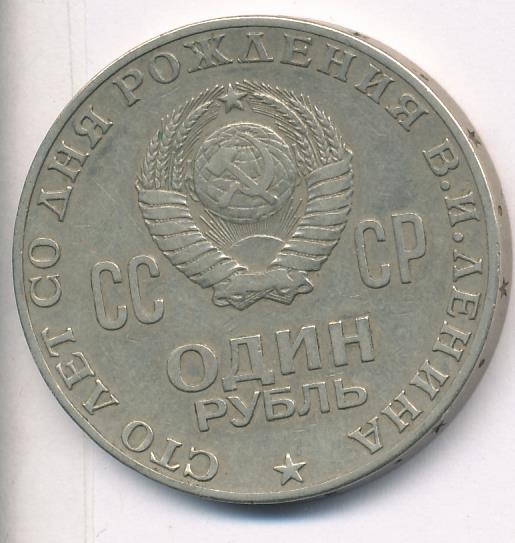 СТО ЛЕТ СО ДНЯ РОЖДЕНИЯ В.И.ЛЕНИНА
СС СР
ОДИН
РУБЛЬ